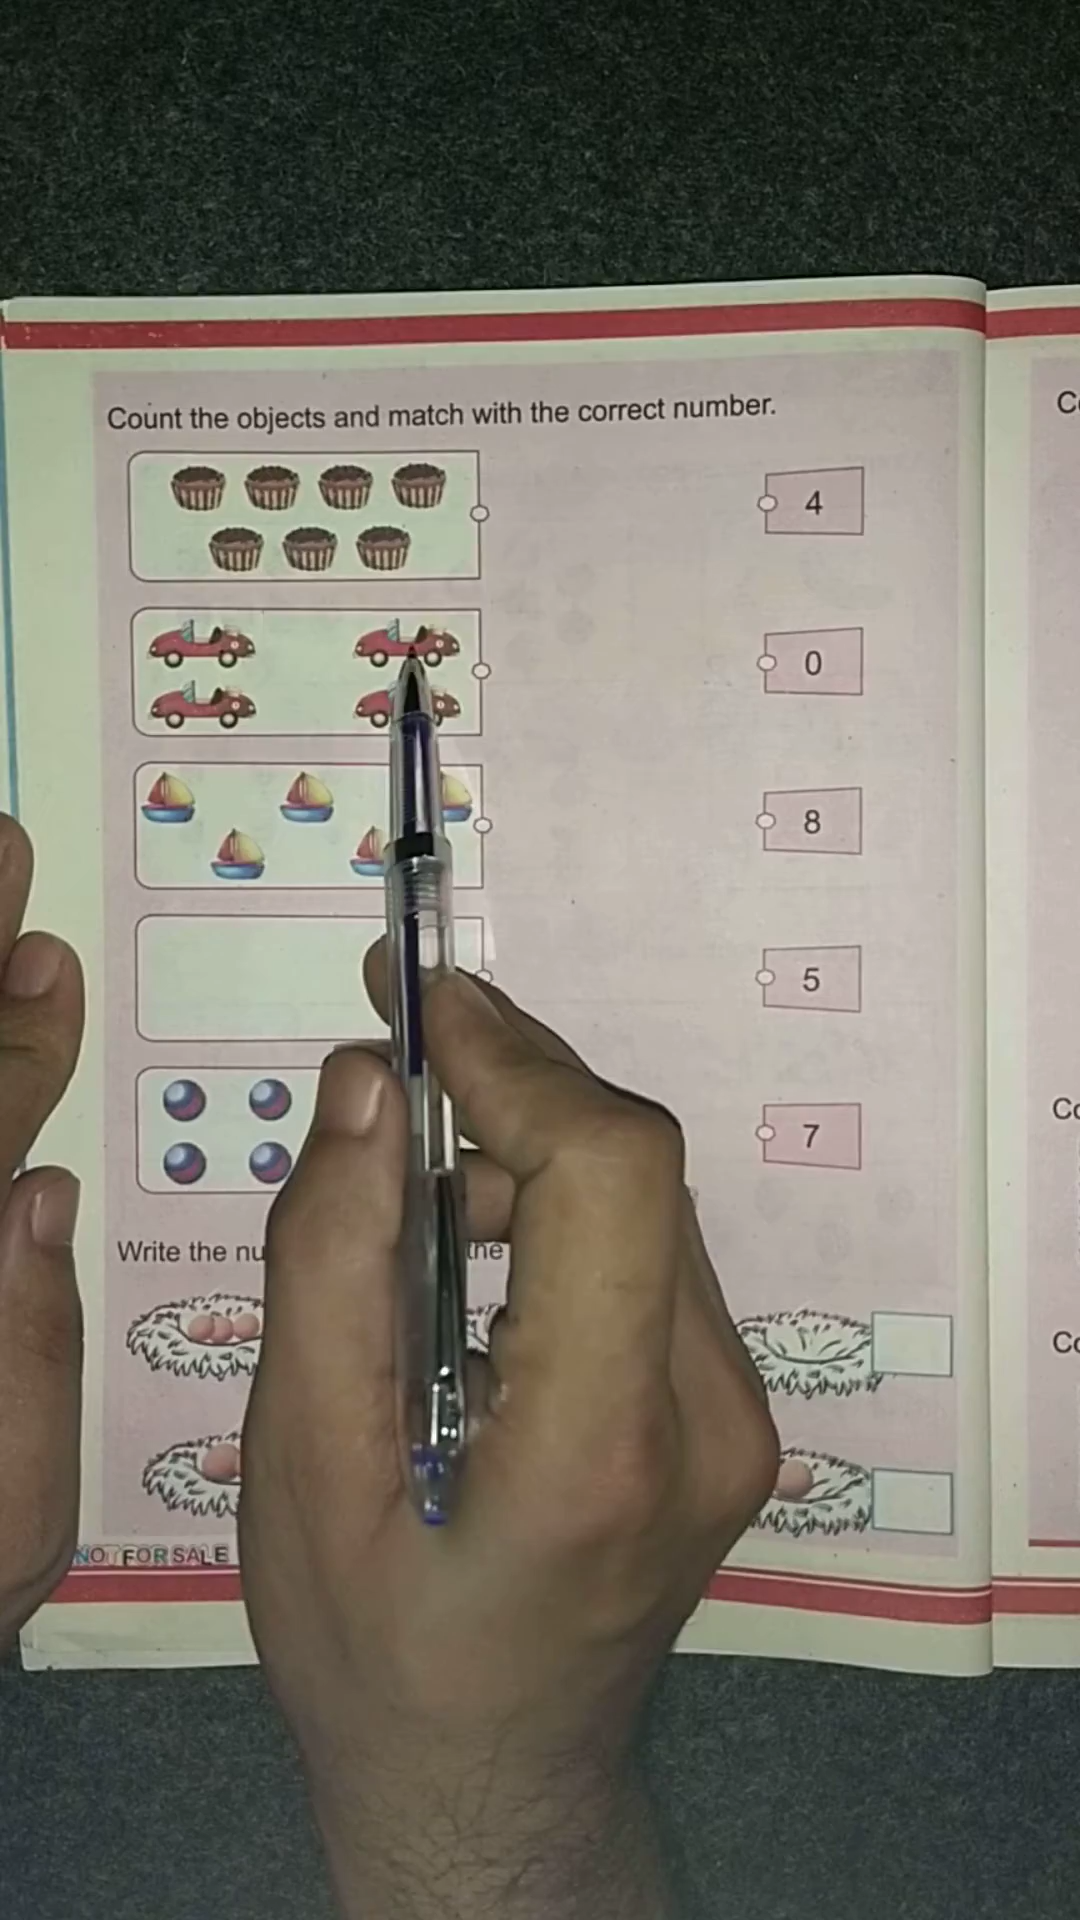 Count the objects and match with the correct number.
4
0
8
5
7
Write the
the
NOT FOR SALE